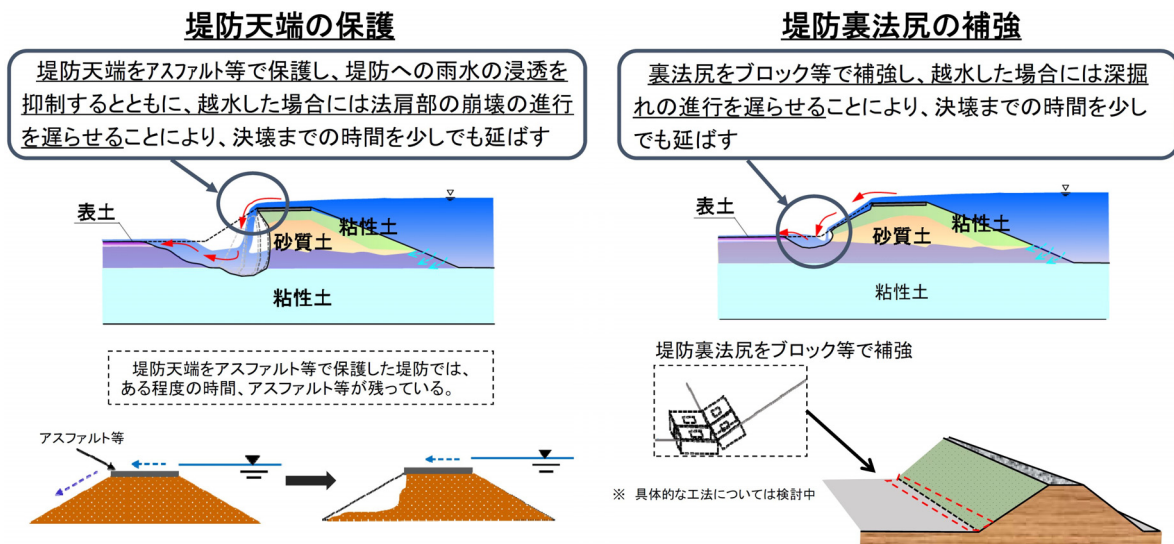 堤防天端の保護
堤防天端をアスファルト等で保護し、堤防への雨水の浸透を
抑制するとともに、越水した場合には法肩部の崩壊の進行
を遅らせることにより、決壊までの時間を少しでも延ばす
表土
粘性土
砂質土
粘性土
堤防天端をアスファルト等で保護した堤防では、
ある程度の時間、アスファルト等が残っている。
アスファルト等
堤防裏法尻の補強
裏法尻をブロック等で補強し、越水した場合には深掘
れの進行を遅らせることにより、決壊までの時間を少し
でも延ばす
表土
粘性土
砂質土
粘性土
堤防裏法尻をブロック等で補強
※ 具体的な工法については検討中